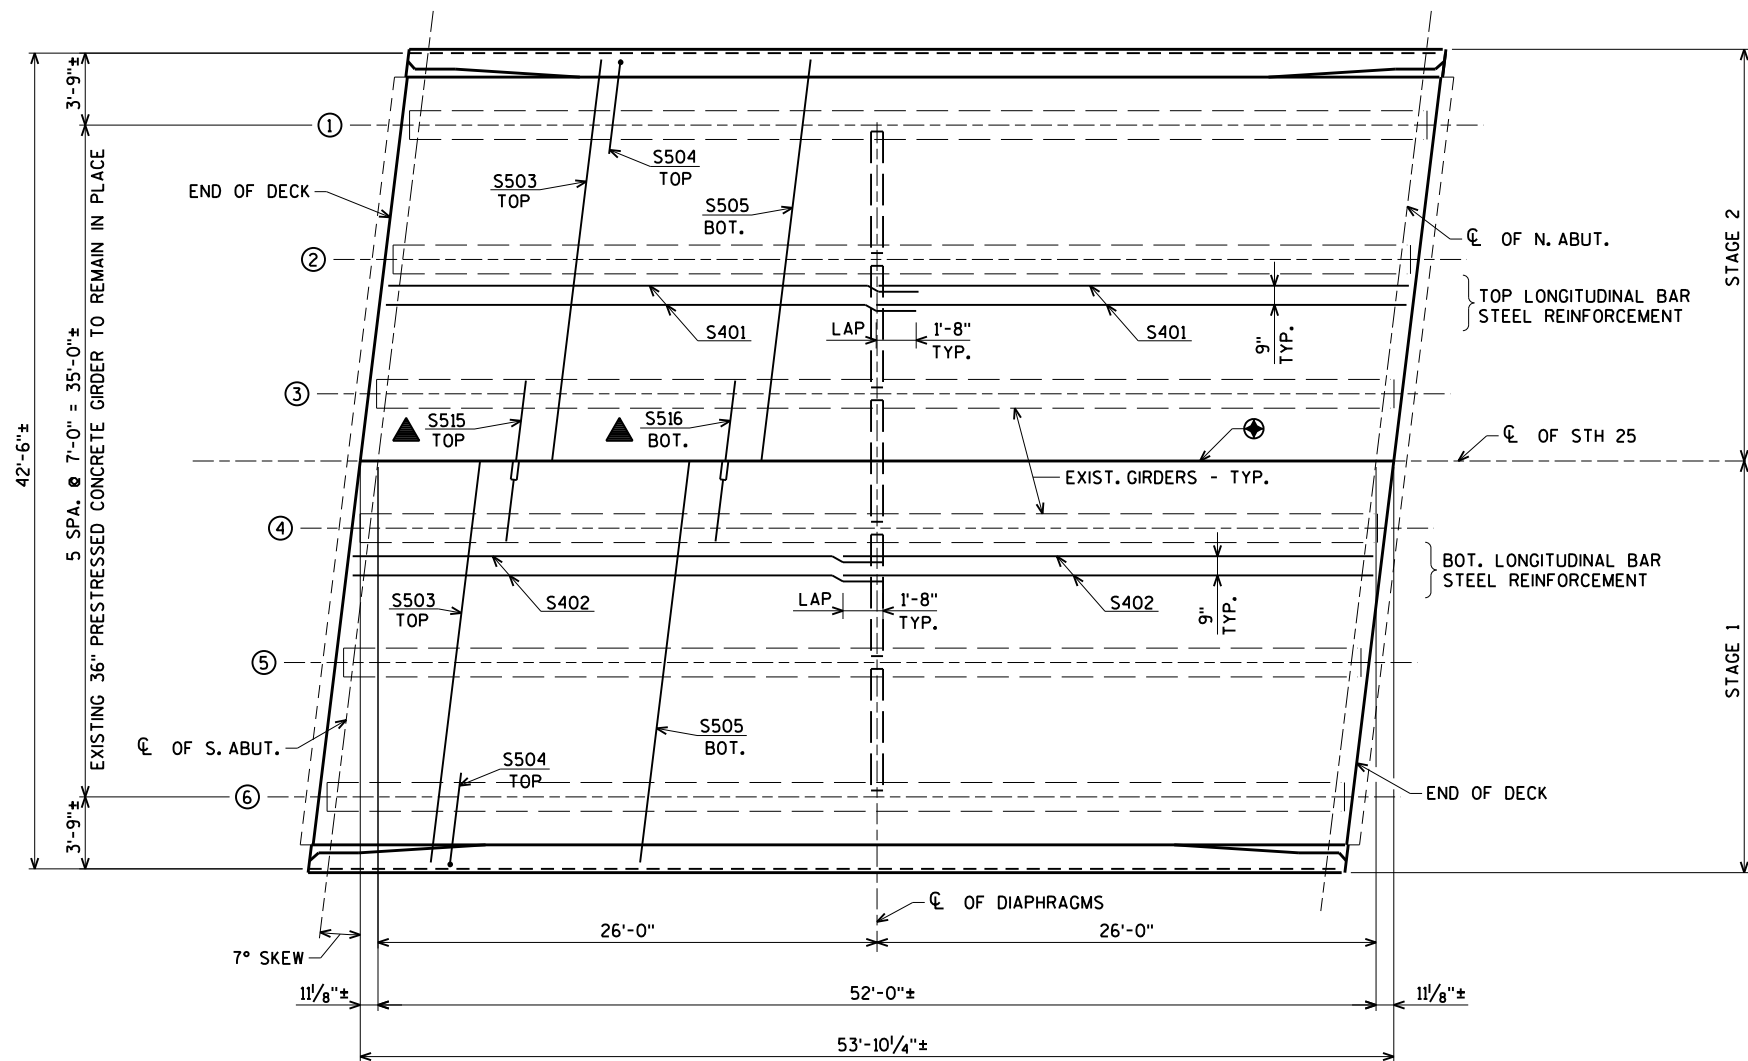 3'-9"±
42'-6"±
5 SPA. @ 7'-0" = 35'-0"±
EXISTING 36" PRESTRESSED CONCRETE GIRDER TO REMAIN IN PLACE
3'-9"±
1
2
3
4
5
6
END OF DECK
S503
TOP
S504
TOP
S505
BOT.
℄ OF N. ABUT.
STAGE 2
TOP LONGITUDINAL BAR
STEEL REINFORCEMENT
S401
LAP
1'-8"
TYP.
S401
9"
TYP.
S515
TOP
S516
BOT.
℄ OF STH 25
EXIST. GIRDERS - TYP.
BOT. LONGITUDINAL BAR
STEEL REINFORCEMENT
S503
TOP
S402
LAP
1'-8"
TYP.
S402
9"
TYP.
STAGE 1
℄ OF S. ABUT.
S504
TOP
S505
BOT.
END OF DECK
℄ OF DIAPHRAGMS
7° SKEW
26'-0"
26'-0"
11 1/8"±
52'-0"±
11 1/8"±
53'-10 1/4"±